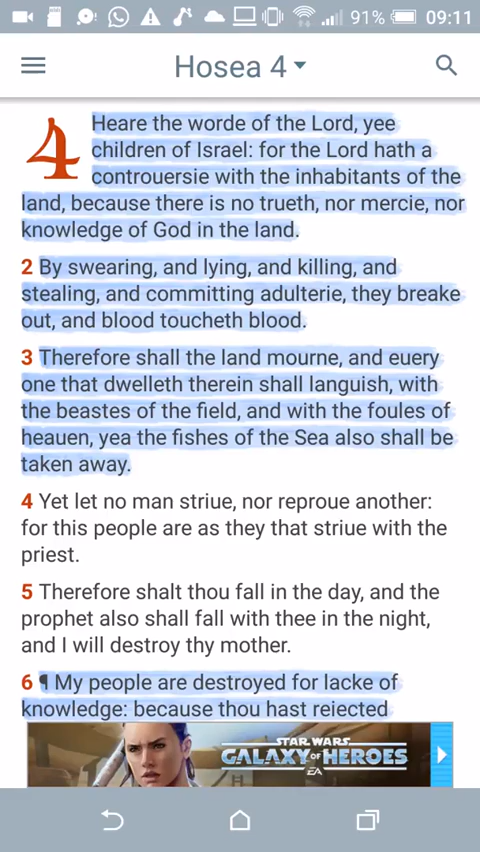 91% 09:11
Hosea 4
4 Heare the worde of the Lord, yee
children of Israel: for the Lord hath a
controuersie with the inhabitants of the
land, because there is no trueth, nor mercie, nor
knowledge of God in the land.
2 By swearing, and lying, and killing, and
stealing, and committing adulterie, they breake
out, and blood toucheth blood.
3 Therefore shall the land mourne, and euery
one that dwelleth therein shall languish, with
the beastes of the field, and with the foules of
heauen, yea the fishes of the Sea also shall be
taken away.
4 Yet let no man striue, nor reproue another:
for this people are as they that striue with the
priest.
5 Therefore shalt thou fall in the day, and the
prophet also shall fall with thee in the night,
and I will destroy thy mother.
6 ¶ My people are destroyed for lacke of
knowledge: because thou hast reiected
STAR WARS
GALAXY OF HEROES
EA